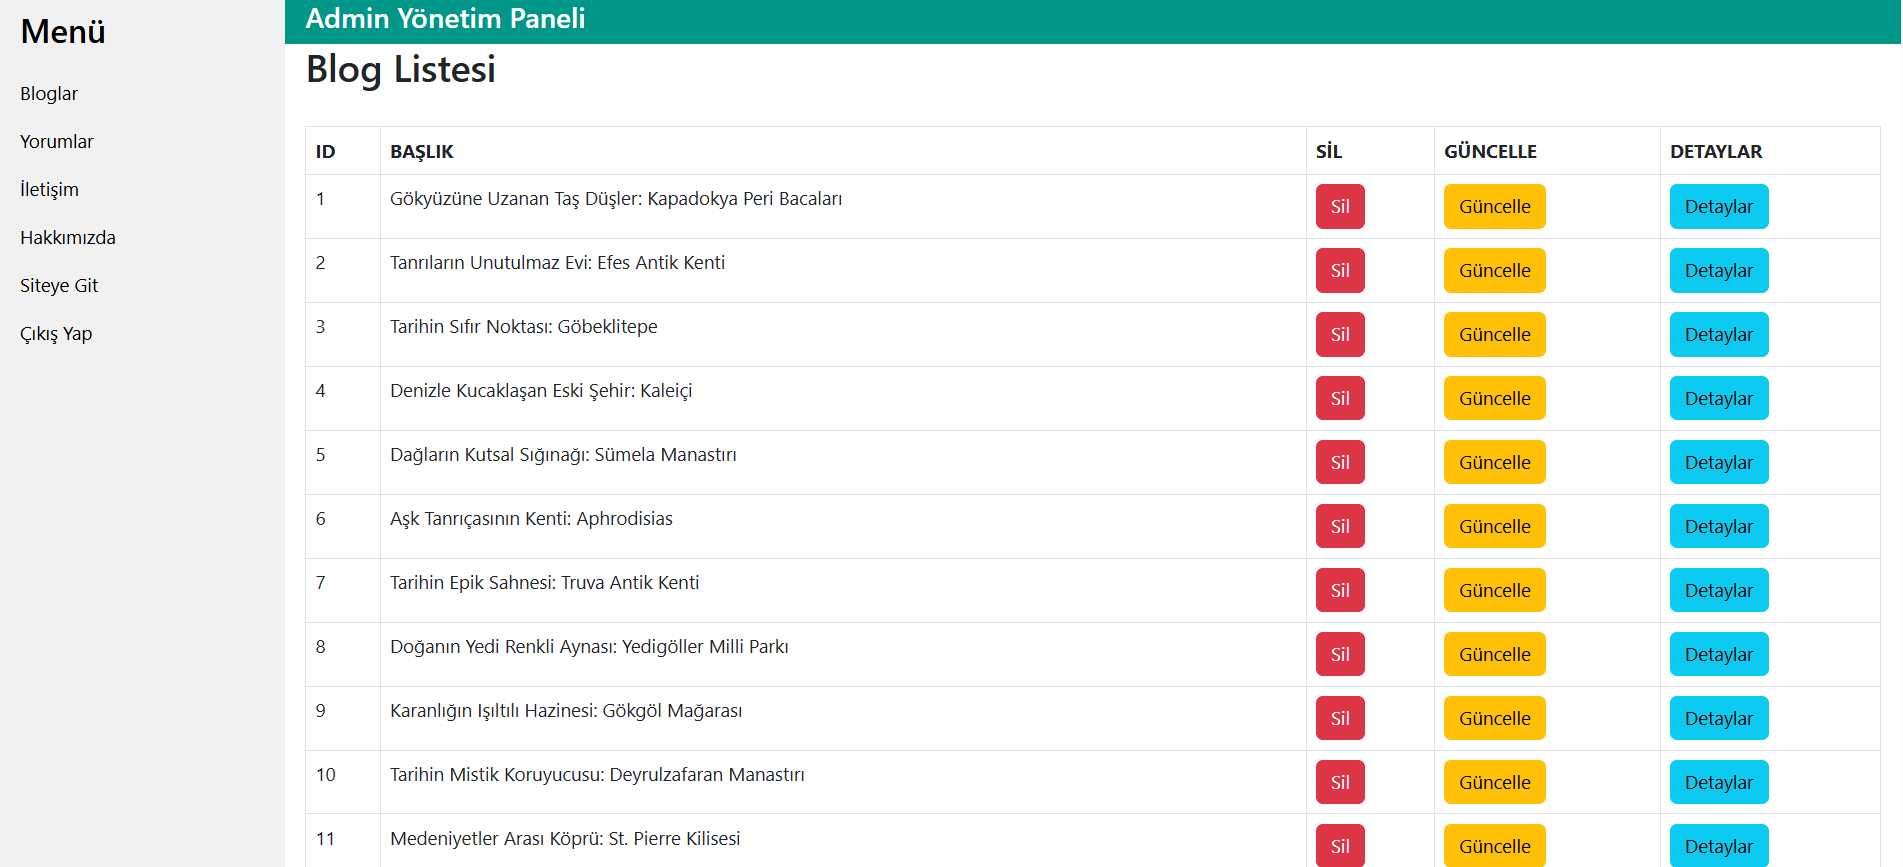 Menü
Bloglar
Yorumlar
İletişim
Hakkımızda
Siteye Git
Çıkış Yap
Admin Yönetim Paneli
Blog Listesi
ID BAŞLIK SİL GÜNCELLE DETAYLAR
1 Gökyüzüne Uzanan Taş Düşler: Kapadokya Peri Bacaları Sil Güncelle Detaylar
2 Tanrıların Unutulmaz Evi: Efes Antik Kenti Sil Güncelle Detaylar
3 Tarihin Sıfır Noktası: Göbeklitepe Sil Güncelle Detaylar
4 Denizle Kucaklaşan Eski Şehir: Kaleiçi Sil Güncelle Detaylar
5 Dağların Kutsal Sığınağı: Sümela Manastırı Sil Güncelle Detaylar
6 Aşk Tanrıçasının Kenti: Aphrodisias Sil Güncelle Detaylar
7 Tarihin Epik Sahnesi: Truva Antik Kenti Sil Güncelle Detaylar
8 Doğanın Yedi Renkli Aynası: Yedigöller Milli Parkı Sil Güncelle Detaylar
9 Karanlığın Işıltılı Hazinesi: Gökgöl Mağarası Sil Güncelle Detaylar
10 Tarihin Mistik Koruyucusu: Deyrulzafaran Manastırı Sil Güncelle Detaylar
11 Medeniyetler Arası Köprü: St. Pierre Kilisesi Sil Güncelle Detaylar